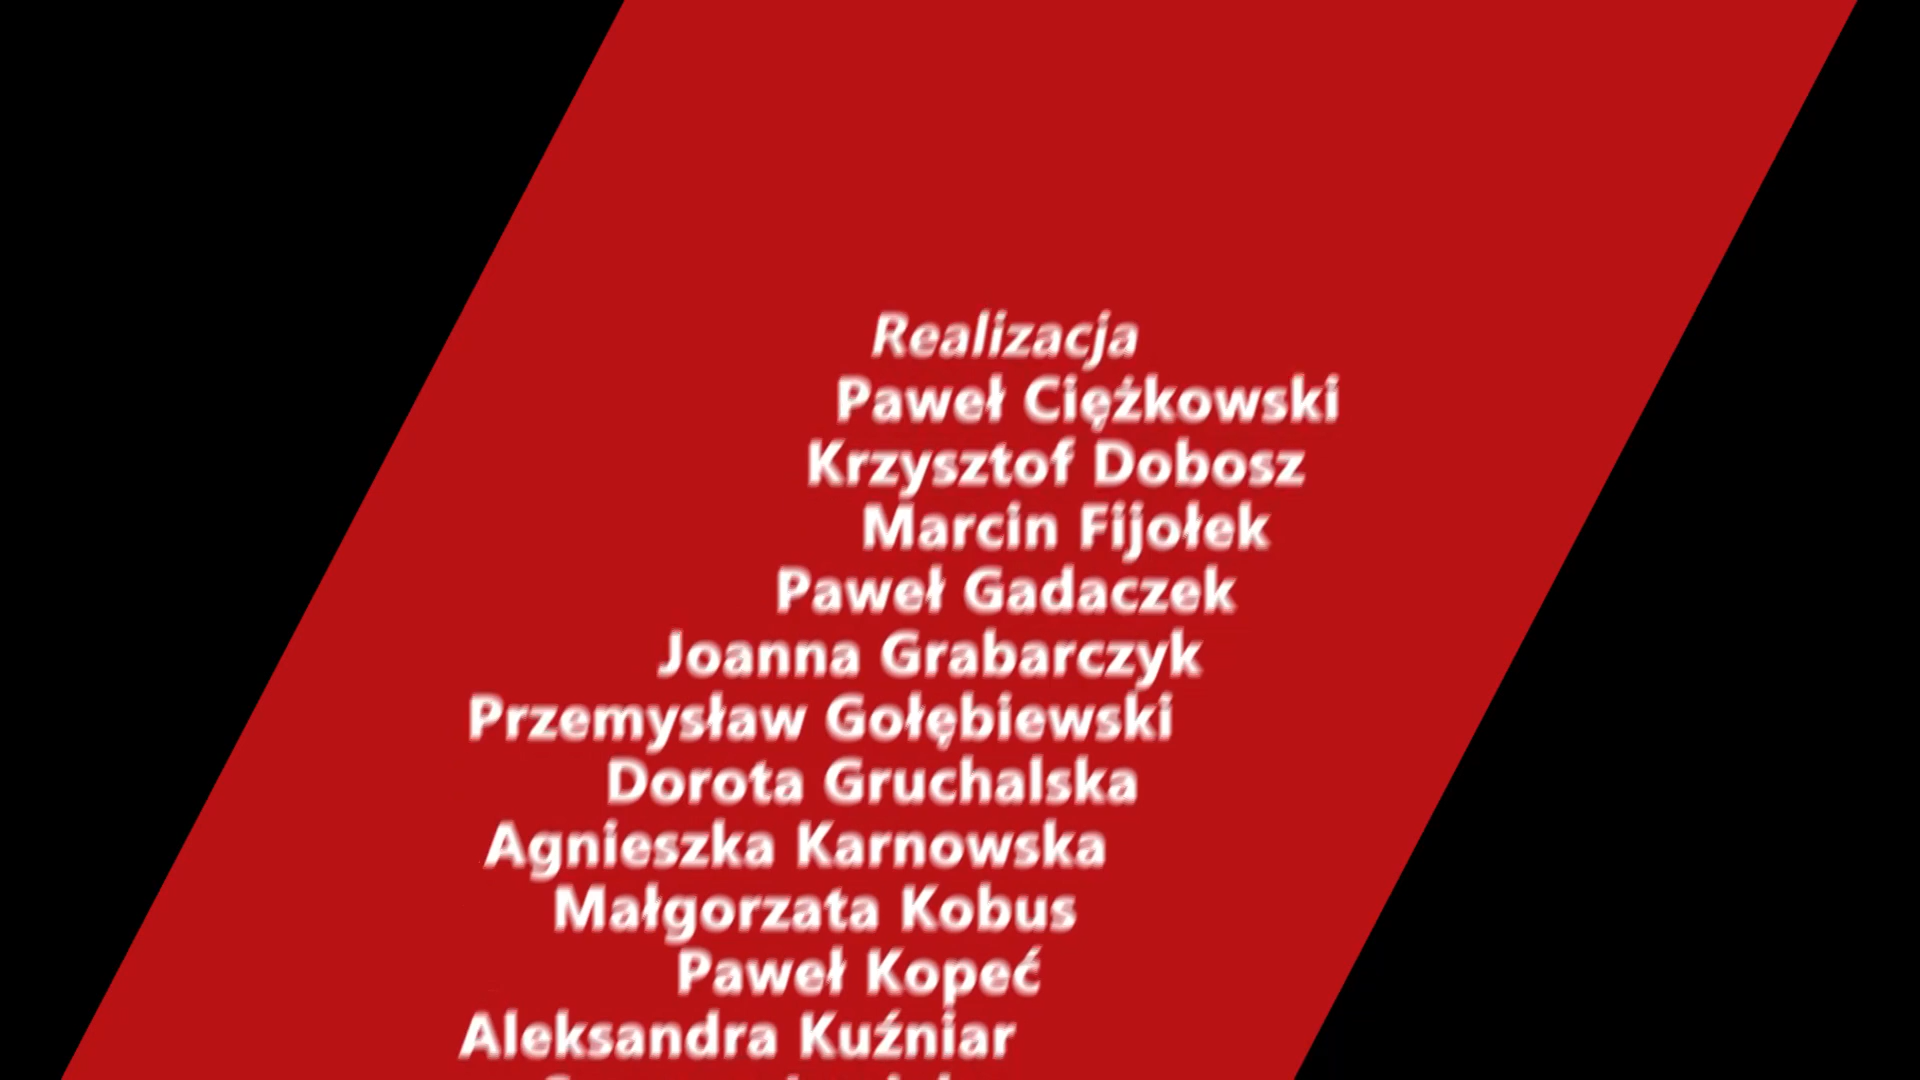 Realizacja
Paweł Ciężkowski
Krzysztof Dobosz
Marcin Fijołek
Paweł Gadaczek
Joanna Grabarczyk
Przemysław Gołębiewski
Dorota Gruchalska
Agnieszka Karnowska
Małgorzata Kobus
Paweł Kopeć
Aleksandra Kuźniar